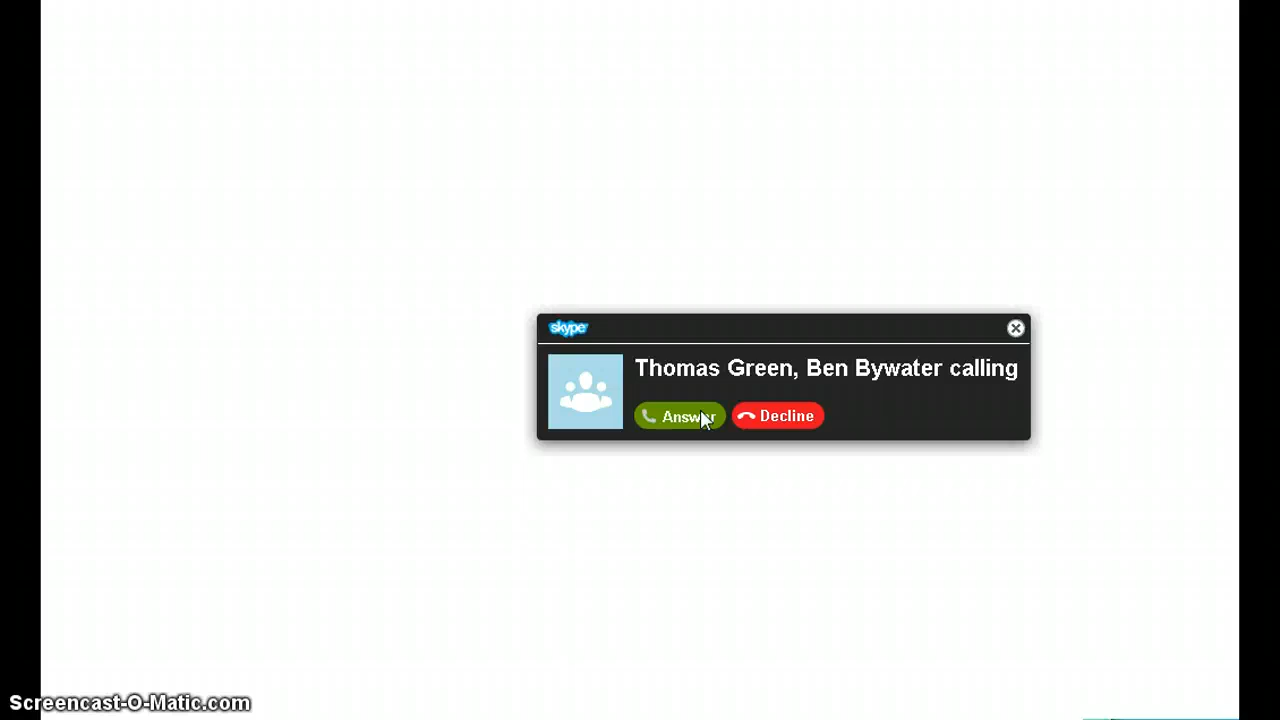 skype
Thomas Green, Ben Bywater calling
Answer
Decline
Screencast-O-Matic.com